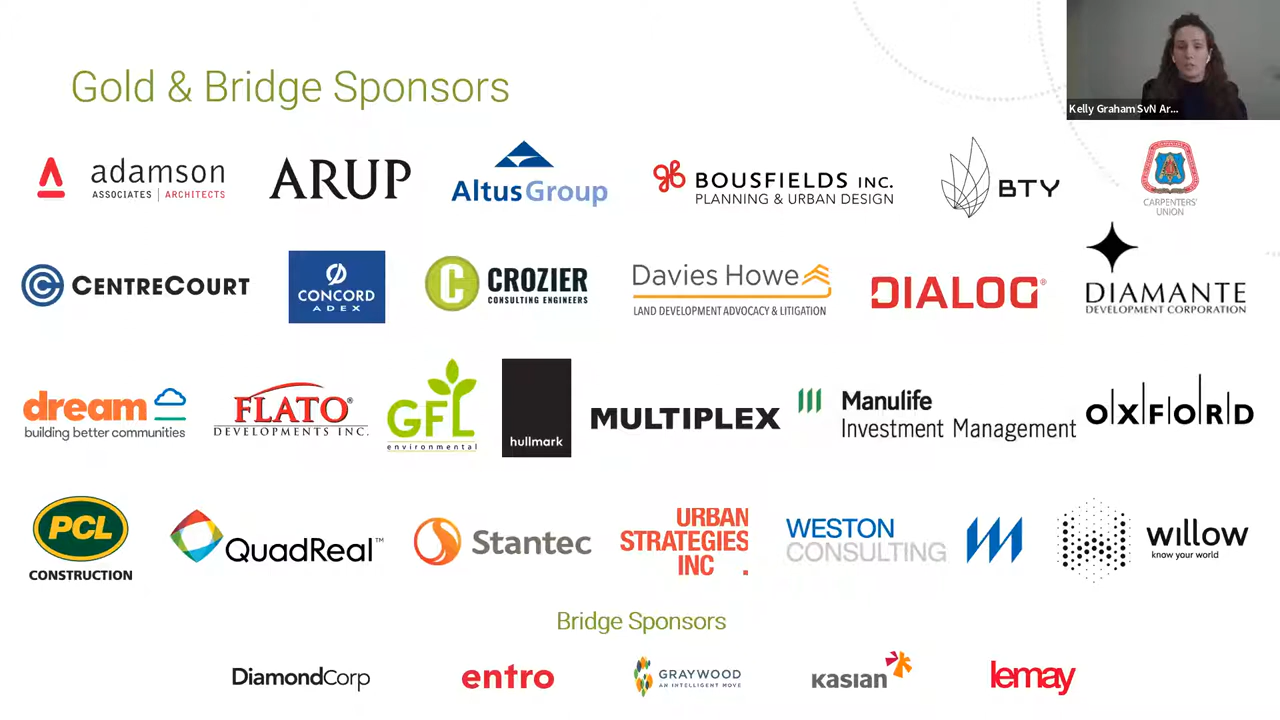 Gold & Bridge Sponsors
Kelly Graham SvN Ar...
adamson
ASSOCIATES | ARCHITECTS
ARUP
Altus Group
BOUSFIELDS INC.
PLANNING & URBAN DESIGN
BTY
CARPENTERS'
UNION
CENTRECOURT
CONCORD
ADEX
CROZIER
CONSULTING ENGINEERS
Davies Howe
LAND DEVELOPMENT ADVOCACY & LITIGATION
DIALOG®
DIAMANTE
DEVELOPMENT CORPORATION
dream
building better communities
FLATO®
DEVELOPMENTS INC.
GFL
environmental
hullmark
MULTIPLEX
Manulife
Investment Management
OXFORD
PCL
CONSTRUCTION
QuadReal™
Stantec
URBAN
STRATEGIES
INC .
WESTON
CONSULTING
willow
know your world
Bridge Sponsors
DiamondCorp
entro
GRAYWOOD
AN INTELLIGENT MOVE
KASIAN
lemay